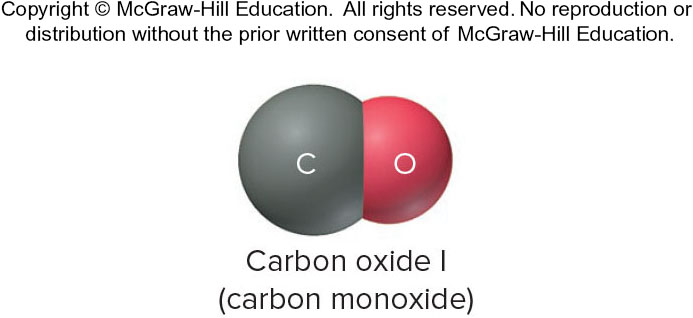 Copyright © McGraw-Hill Education. All rights reserved. No reproduction or
distribution without the prior written consent of McGraw-Hill Education.
C O
Carbon oxide I
(carbon monoxide)